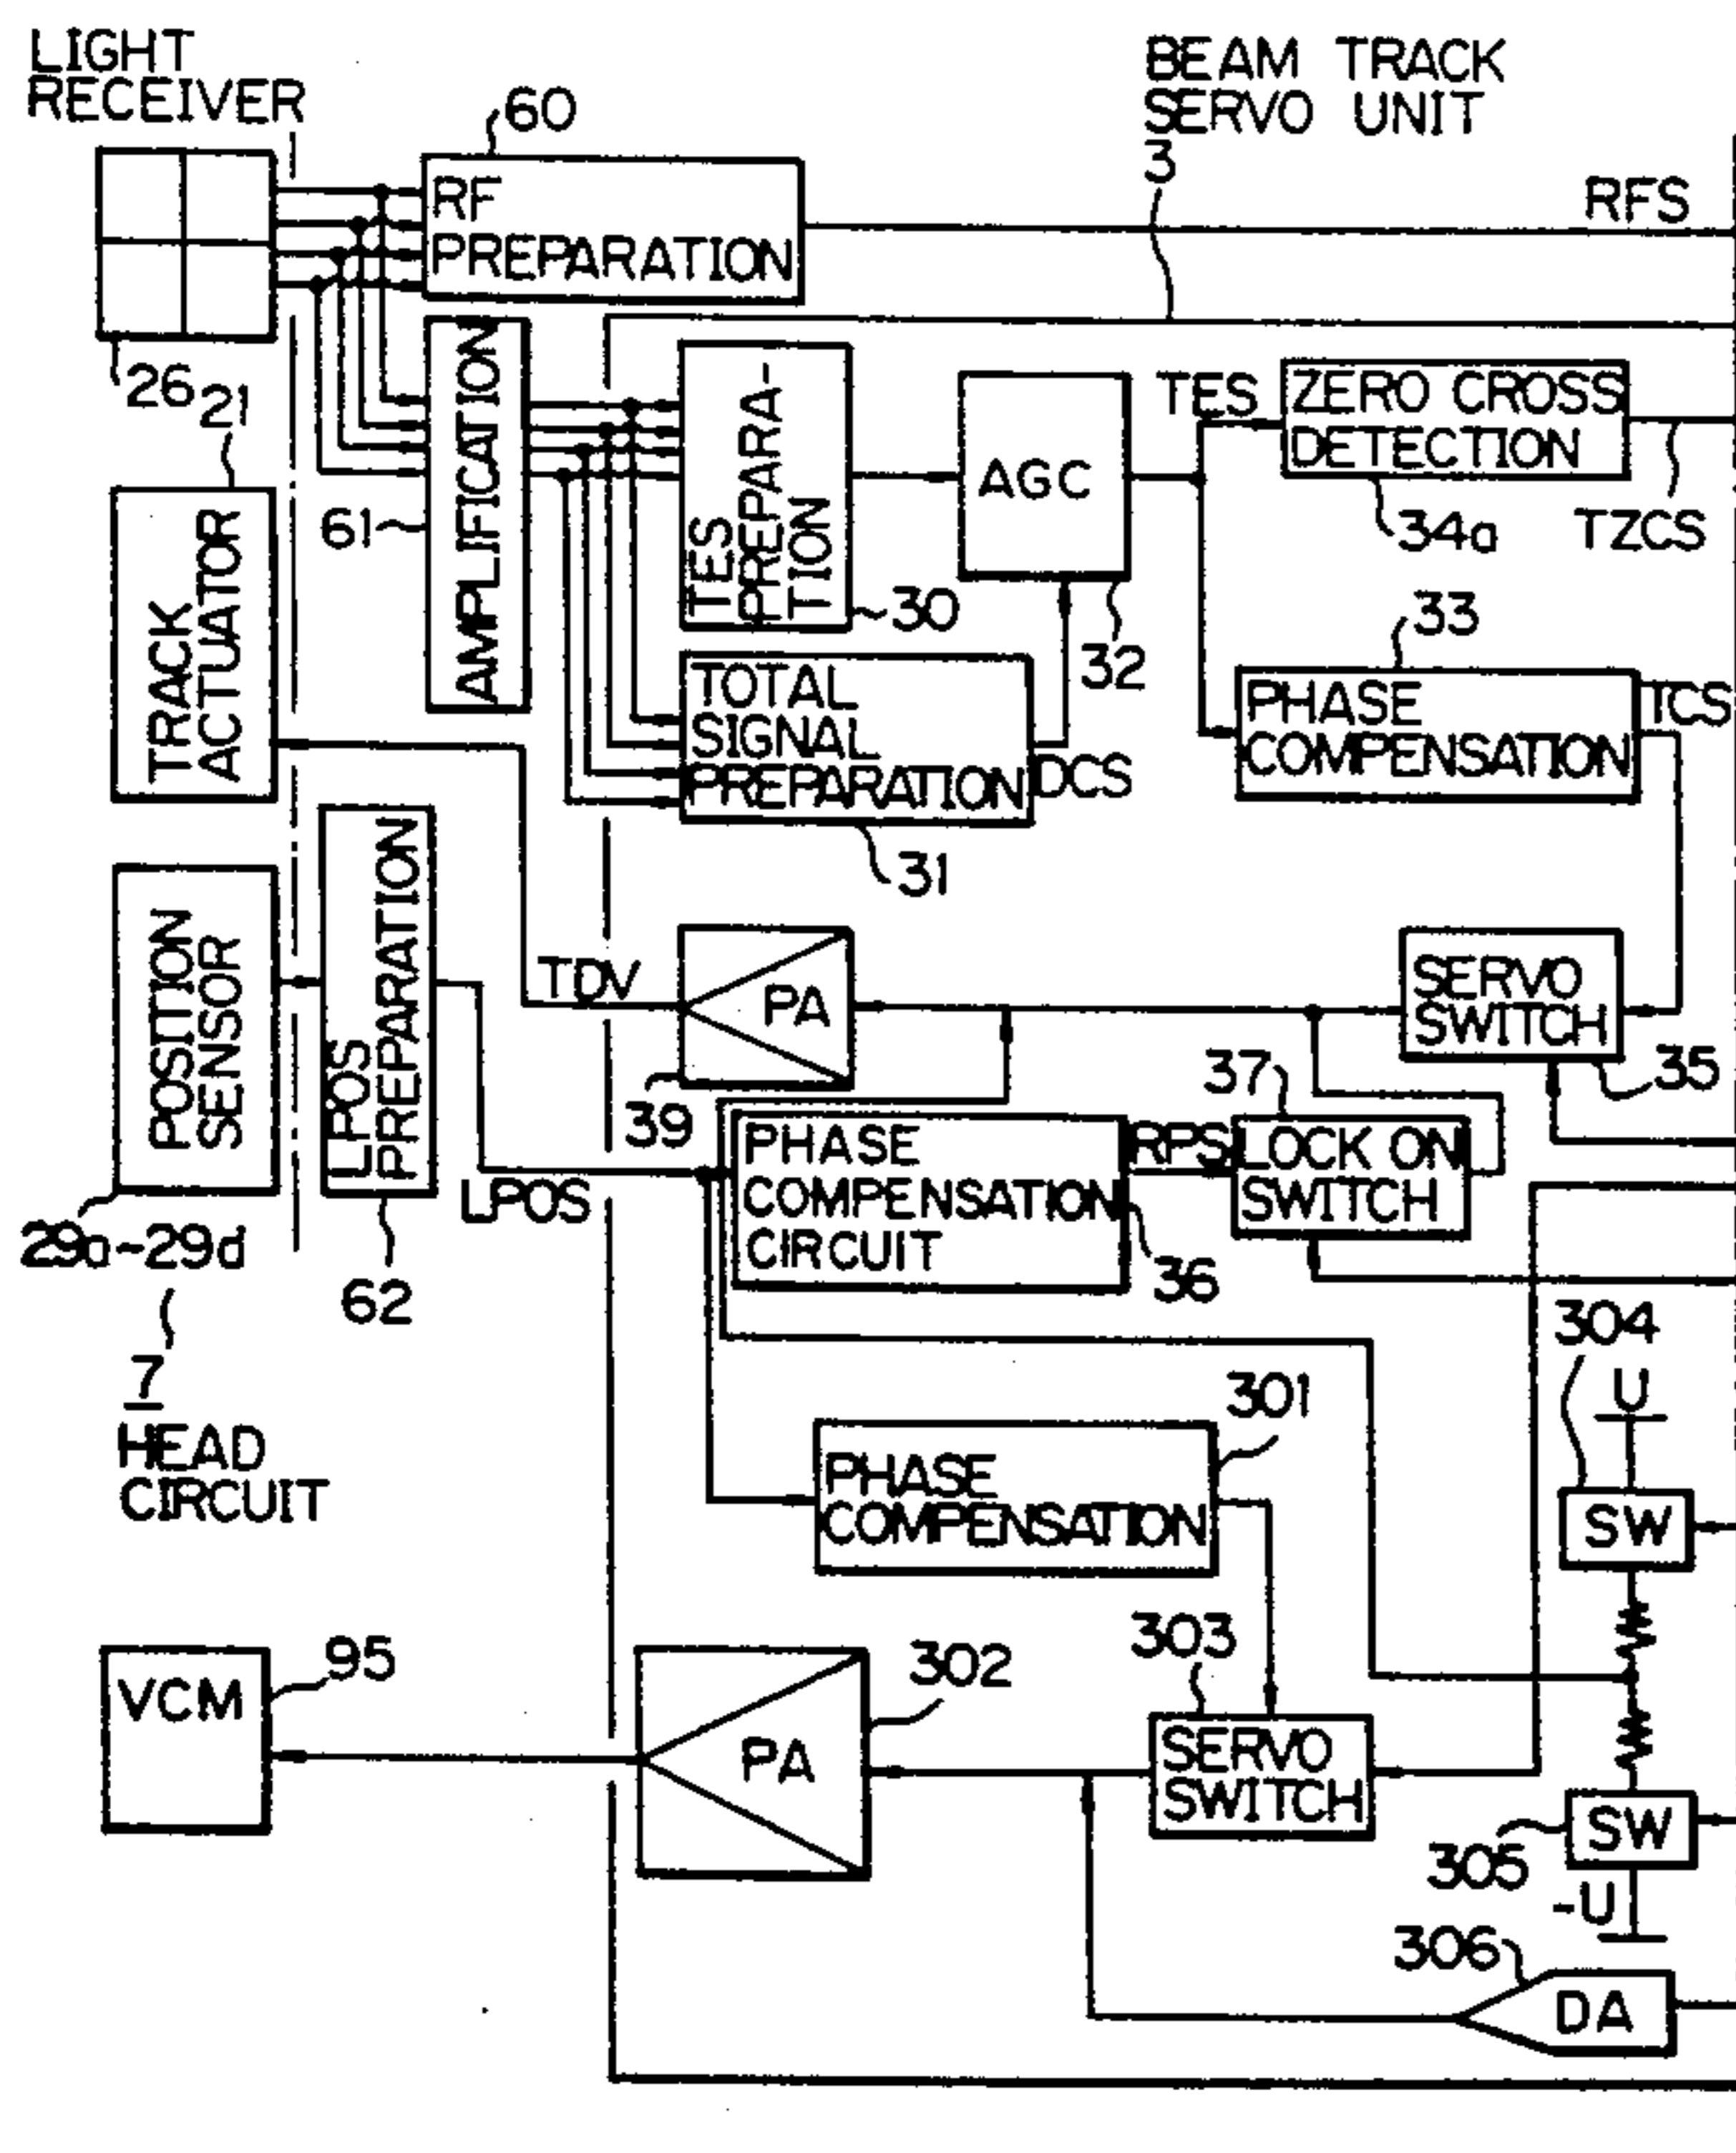 LIGHT
RECEIVER
60
BEAM TRACK
SERVO UNIT
3
RF
PREPARATION
RFS
26
21
AMPLIFICATION
61
TES
PREPARA-
TION
30
AGC
32
TES
ZERO CROSS
DETECTION
34a
TZCS
33
TRACK
ACTUATOR
TOTAL
SIGNAL
PREPARATION
DCS
31
PHASE
COMPENSATION
TCS
POSITION
SENSOR
29a-29d
LPOS
PREPARATION
62
TDV
PA
39
SERVO
SWITCH
35
37
LPOS
PHASE
COMPENSATION
CIRCUIT
36
RPS
LOCK ON
SWITCH
7
HEAD
CIRCUIT
304
U
SW
301
PHASE
COMPENSATION
VCM
95
PA
302
303
SERVO
SWITCH
305
SW
-U
306
DA